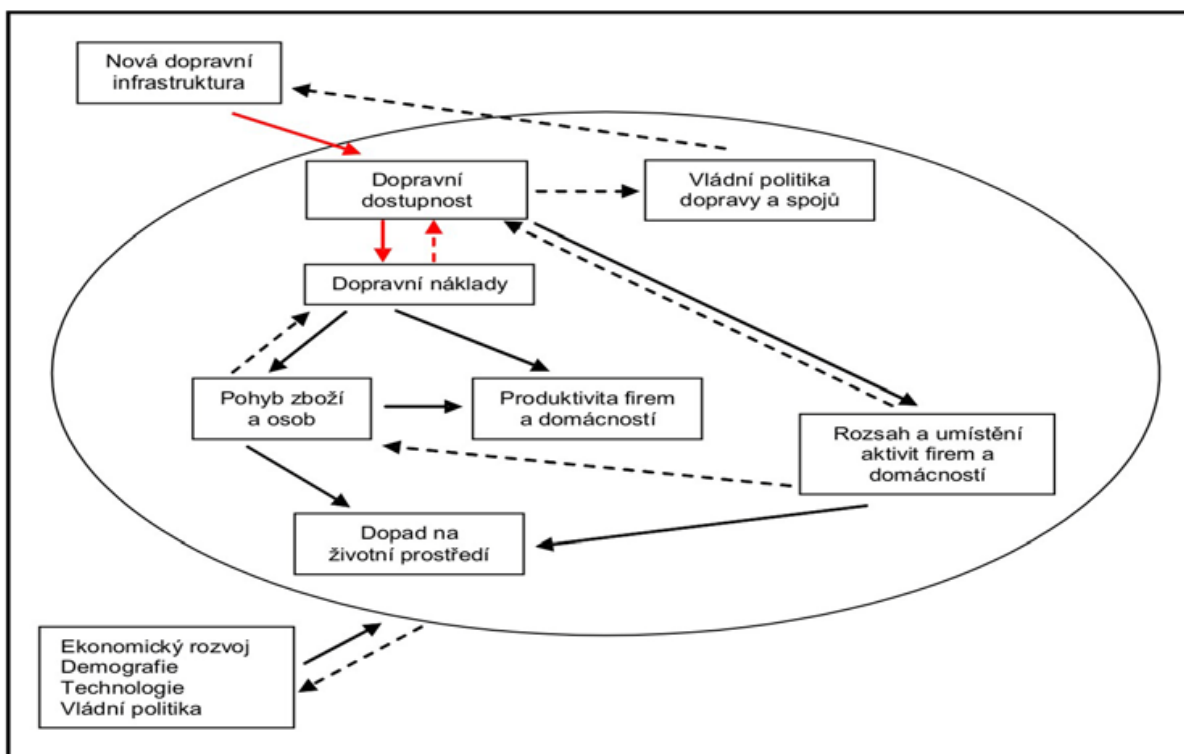 Nová dopravní
infrastruktura
Dopravní
dostupnost
Vládní politika
dopravy a spojů
Dopravní náklady
Pohyb zboží
a osob
Produktivita firem
a domácností
Rozsah a umístění
aktivit firem a
domácností
Dopad na
životní prostředí
Ekonomický rozvoj
Demografie
Technologie
Vládní politika